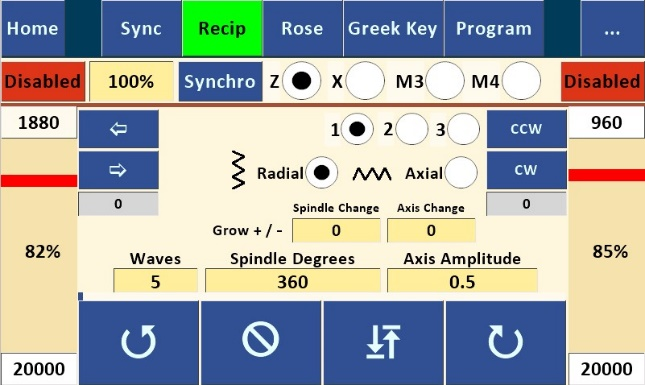 Home Sync Recip Rose Greek Key Program ...
Disabled 100% Synchro Z X M3 M4 Disabled
1880 1 2 3 CCW 960
Radial Axial CW
0 0
Spindle Change Axis Change
Grow + / - 0 0
82% 85%
Waves Spindle Degrees Axis Amplitude
5 360 0.5
20000 20000